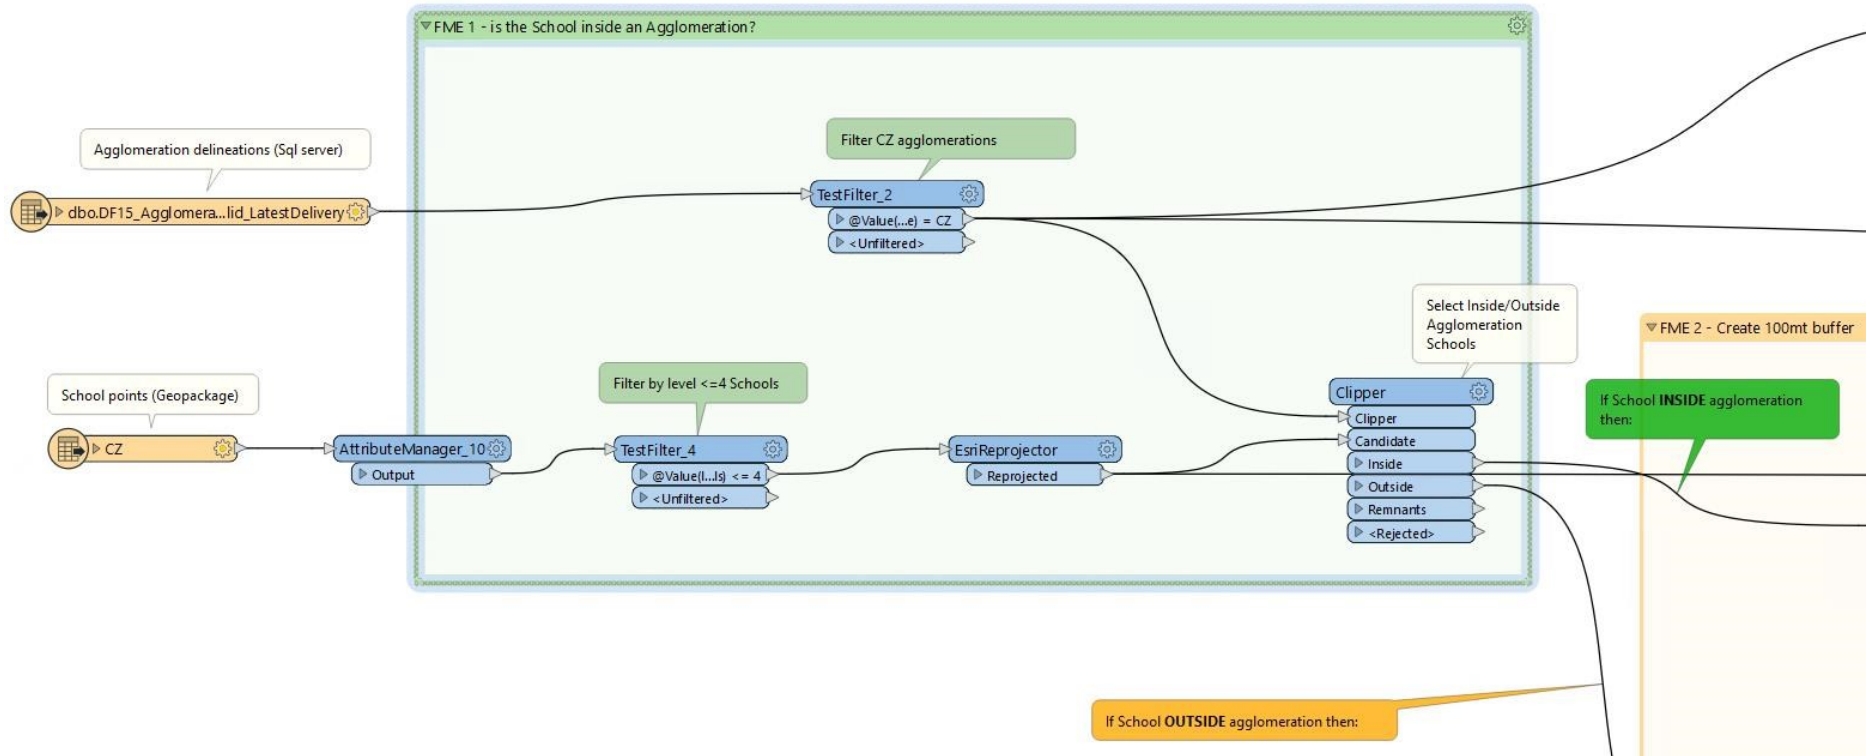 FME 1 - is the School inside an Agglomeration?
Agglomeration delineations (Sql server)
dbo.DF15_Agglomera...lid_LatestDelivery
Filter CZ agglomerations
TestFilter_2
@Value(...e) = CZ
<Unfiltered>
School points (Geopackage)
CZ
AttributeManager_10
Output
Filter by level <=4 Schools
TestFilter_4
@Value(l...ls) <= 4
<Unfiltered>
EsriReprojector
Reprojected
Select Inside/Outside
Agglomeration
Schools
Clipper
Clipper
Candidate
Inside
Outside
Remnants
<Rejected>
FME 2 - Create 100mt buffer
If School INSIDE agglomeration
then:
If School OUTSIDE agglomeration then: